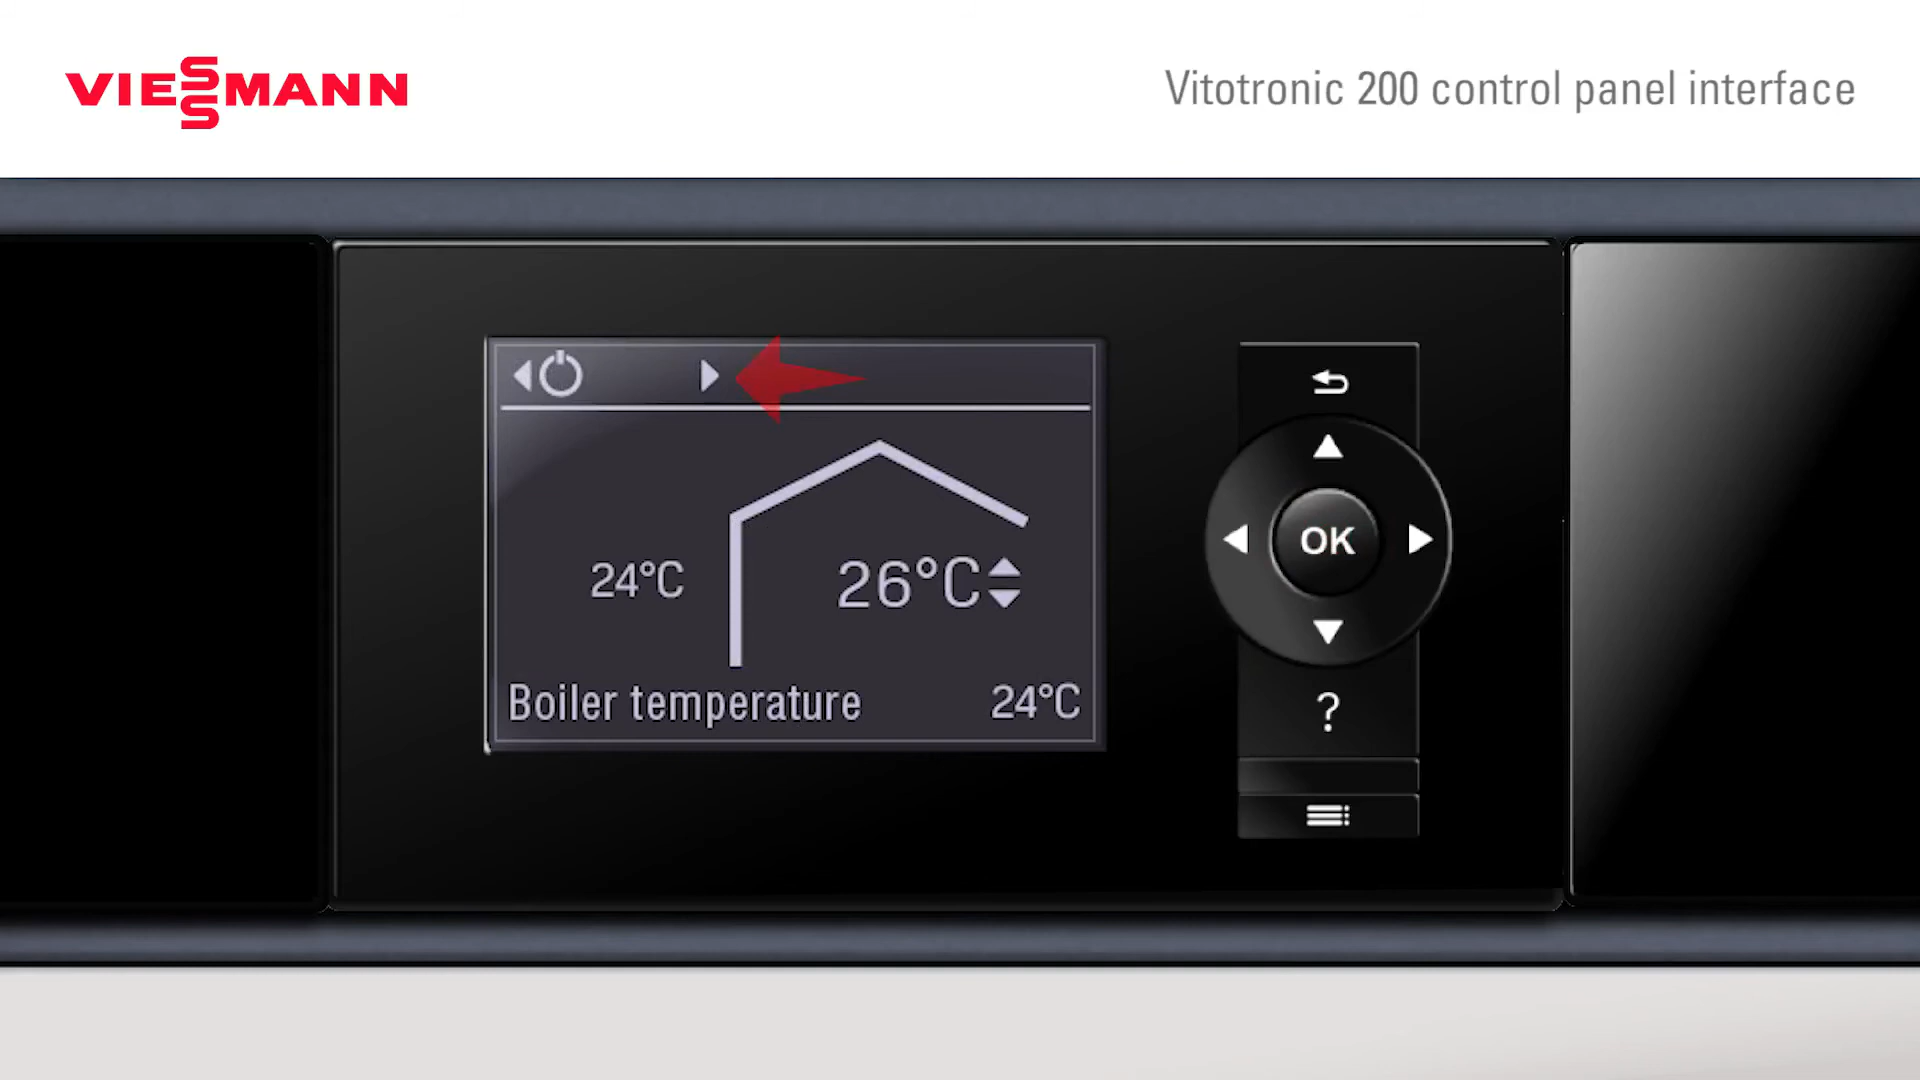 VIESSMANN
Vitotronic 200 control panel interface
24°C
26°C
Boiler temperature 24°C
OK
?